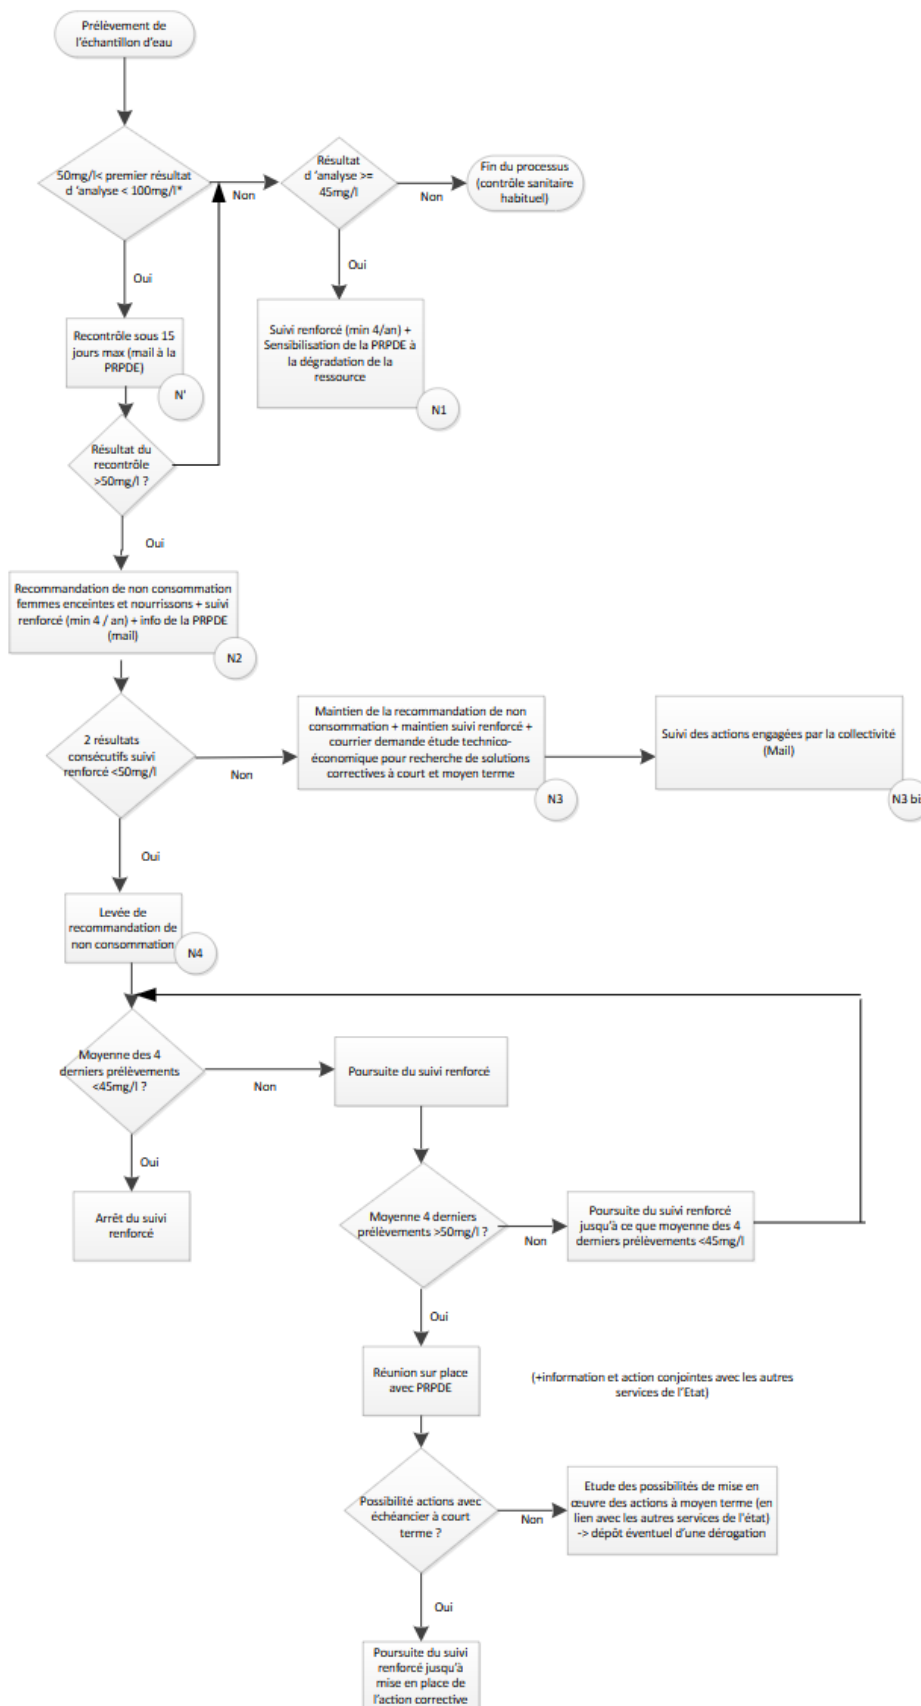 Prélèvement de
l'échantillon d'eau
50mg/l< premier résultat
d 'analyse < 100mg/l*
Non
Résultat
d 'analyse >=
45mg/l
Non
Fin du processus
(contrôle sanitaire
habituel)
Oui
Oui
Recontrôle sous 15
jours max (mail à la
PRPDE)
N'
Suivi renforcé (min 4/an) +
Sensibilisation de la PRPDE à
la dégradation de la
ressource
N1
Résultat du
recontrôle
>50mg/l ?
Oui
Recommandation de non consommation
femmes enceintes et nourrissons + suivi
renforcé (min 4 / an) + info de la PRPDE
(mail)
N2
2 résultats
consécutifs suivi
renforcé <50mg/l
Non
Maintien de la recommandation de non
consommation + maintien suivi renforcé +
courrier demande étude technico-
économique pour recherche de solutions
correctives à court et moyen terme
N3
Suivi des actions engagées par la collectivité
(Mail)
N3 bis
Oui
Levée de
recommandation de
non consommation
N4
Moyenne des 4
derniers prélèvements
<45mg/l ?
Non
Poursuite du suivi renforcé
Oui
Arrêt du suivi
renforcé
Moyenne 4 derniers
prélèvements >50mg/l ?
Non
Poursuite du suivi renforcé
jusqu'à ce que moyenne des 4
derniers prélèvements <45mg/l
Oui
Réunion sur place
avec PRPDE
(+information et action conjointes avec les autres
services de l'Etat)
Possibilité actions avec
échéancier à court
terme ?
Non
Etude des possibilités de mise en
œuvre des actions à moyen terme (en
lien avec les autres services de l'état)
-> dépôt éventuel d'une dérogation
Oui
Poursuite du suivi
renforcé jusqu'à
mise en place de
l'action corrective